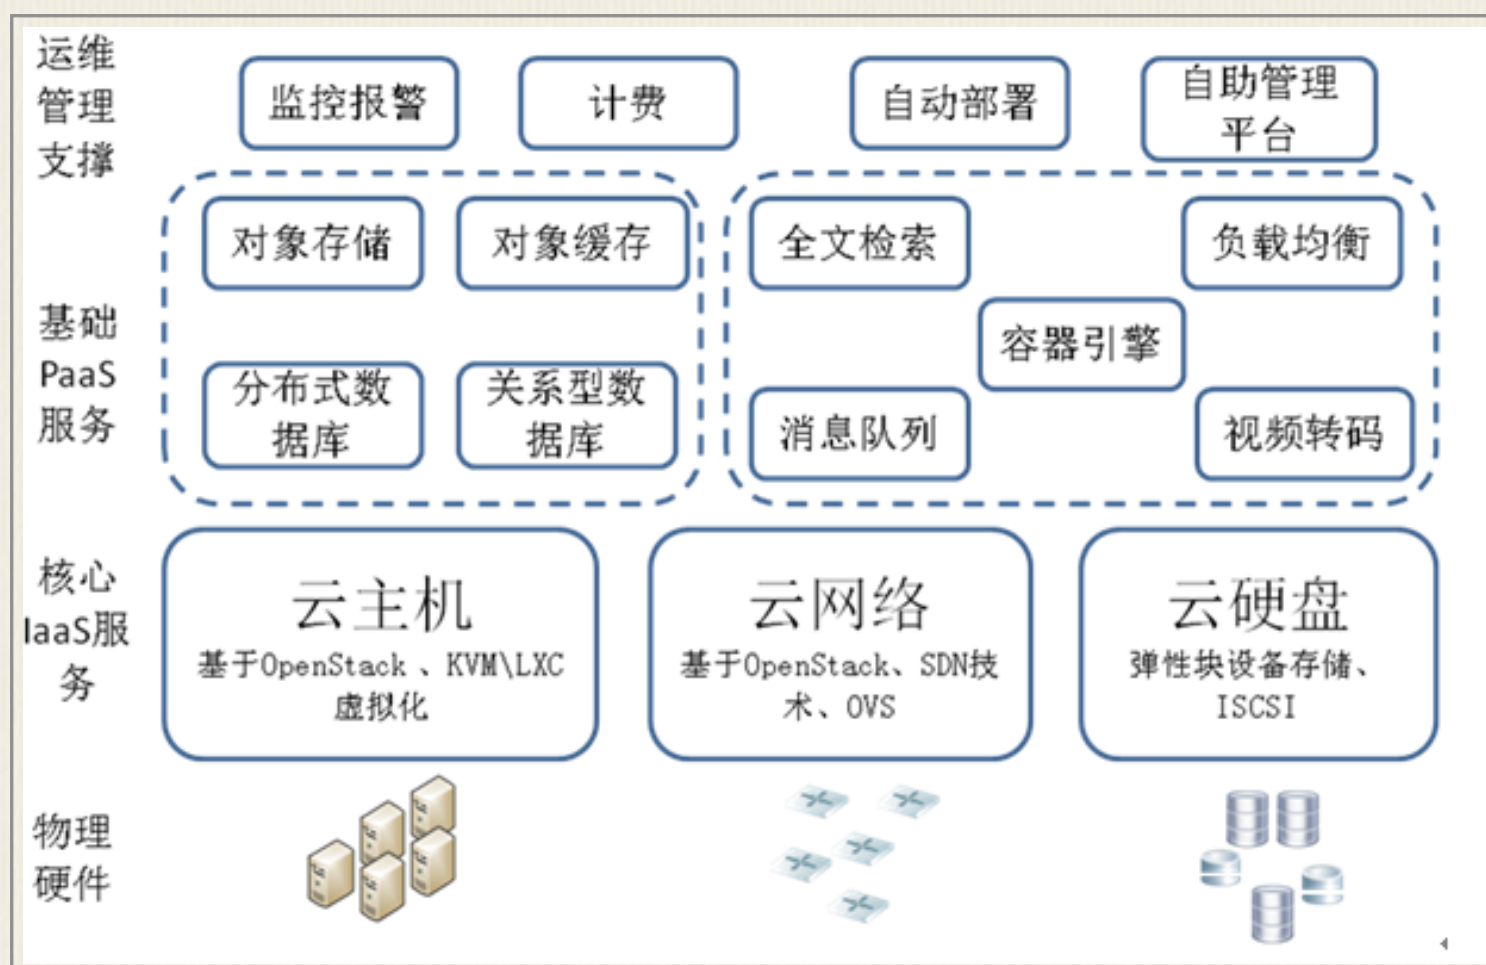 运维
管理
支撑
监控报警
计费
自动部署
自助管理
平台
基础
PaaS
服务
对象存储
对象缓存
分布式数
据库
关系型数
据库
全文检索
负载均衡
容器引擎
消息队列
视频转码
核心
IaaS服
务
云主机
基于OpenStack 、KVM\LXC
虚拟化
云网络
基于OpenStack、SDN技
术、OVS
云硬盘
弹性块设备存储、
ISCSI
物理
硬件